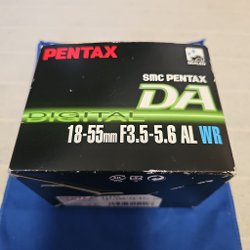 PENTAX
smc PENTAX
DA
DIGITAL
18-55mm F3.5-5.6 AL WR